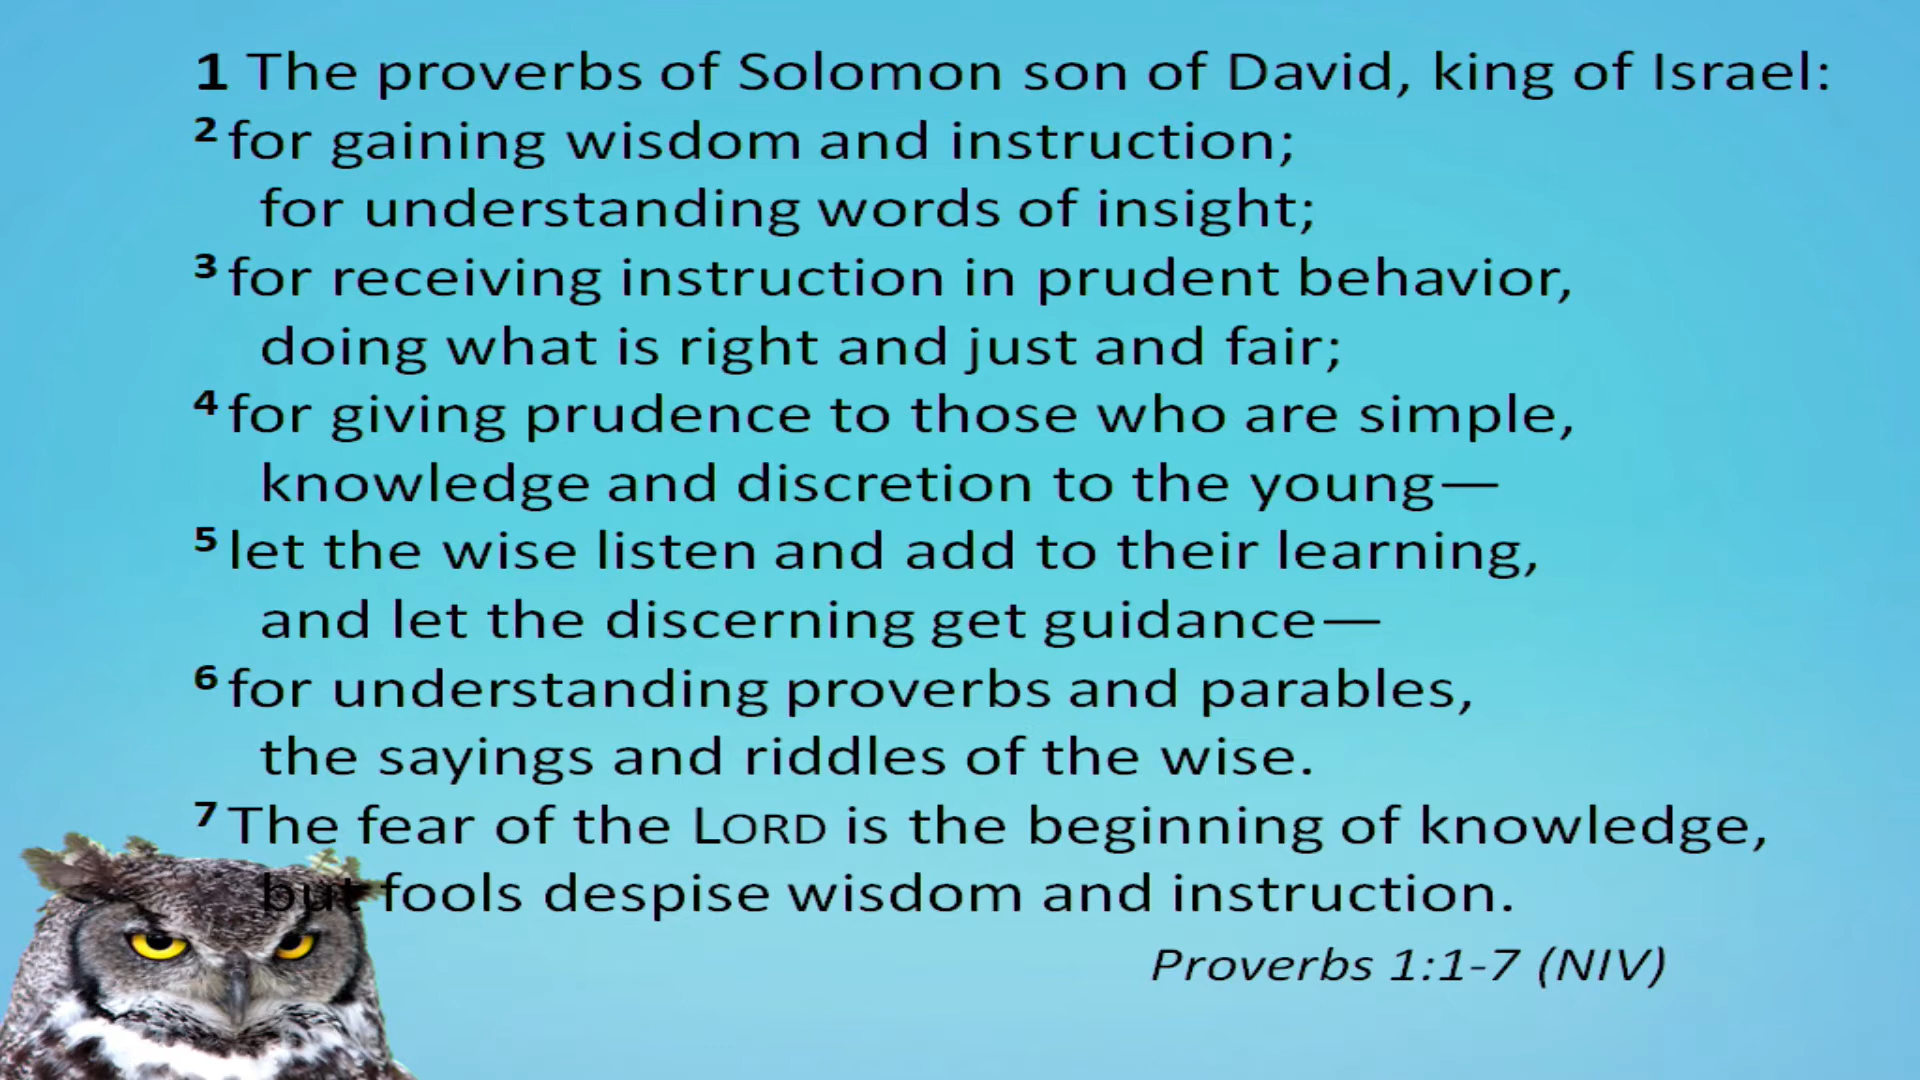 1 The proverbs of Solomon son of David, king of Israel:
2 for gaining wisdom and instruction;
for understanding words of insight;
3 for receiving instruction in prudent behavior,
doing what is right and just and fair;
4 for giving prudence to those who are simple,
knowledge and discretion to the young—
5 let the wise listen and add to their learning,
and let the discerning get guidance—
6 for understanding proverbs and parables,
the sayings and riddles of the wise.
7 The fear of the LORD is the beginning of knowledge,
but fools despise wisdom and instruction.
Proverbs 1:1-7 (NIV)